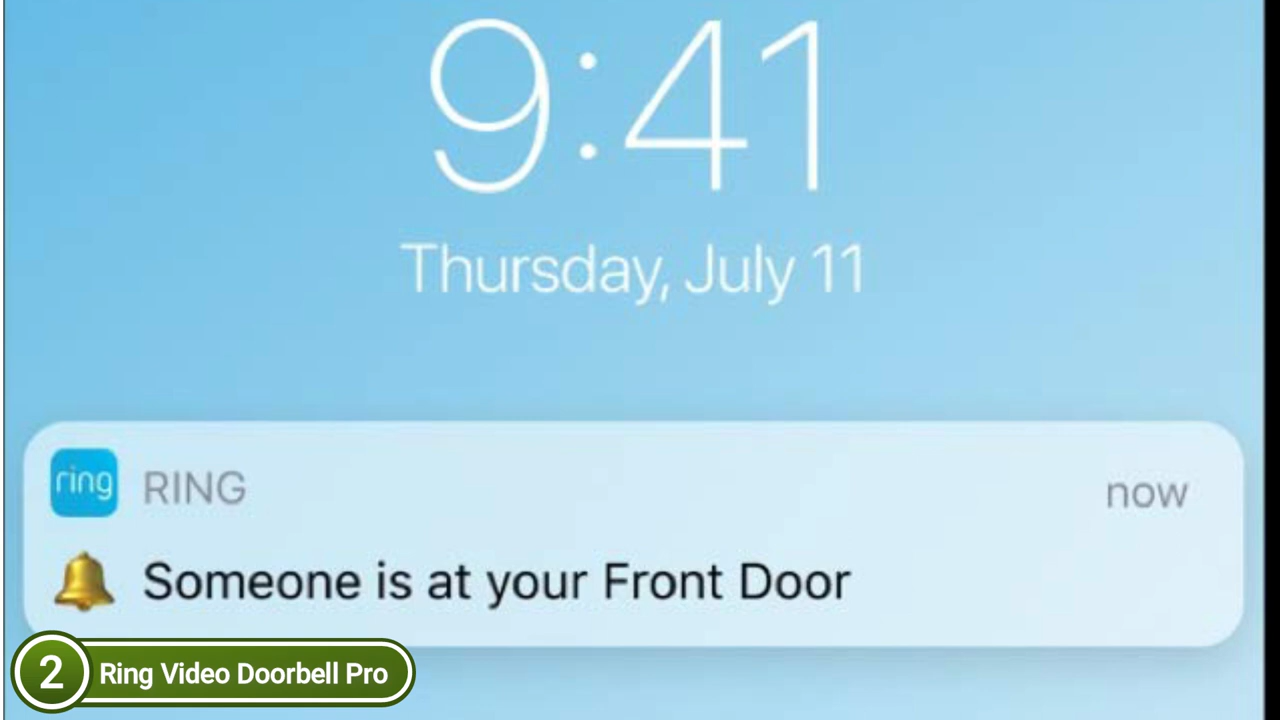 9:41
Thursday, July 11
ring RING now
Someone is at your Front Door
2 Ring Video Doorbell Pro